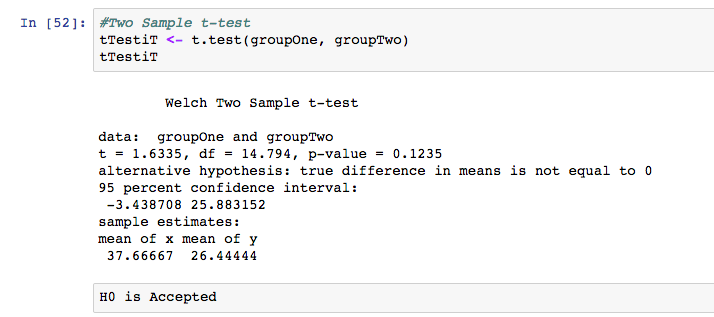 In [52]: #Two Sample t-test
tTestiT <- t.test(groupOne, groupTwo)
tTestiT
Welch Two Sample t-test
data:  groupOne and groupTwo
t = 1.6335, df = 14.794, p-value = 0.1235
alternative hypothesis: true difference in means is not equal to 0
95 percent confidence interval:
-3.438708 25.883152
sample estimates:
mean of x mean of y
37.66667  26.44444
H0 is Accepted